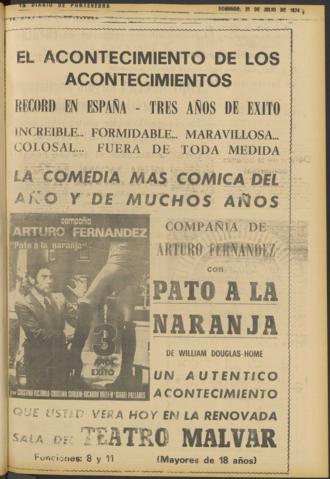 DIARIO DE PONTEVEDRA
DOMINGO, 21 DE JULIO DE 1974
EL ACONTECIMIENTO DE LOS
ACONTECIMIENTOS
RECORD EN ESPAÑA - TRES AÑOS DE EXITO
INCREIBLE... FORMIDABLE... MARAVILLOSA...
COLOSAL... FUERA DE TODA MEDIDA
LA COMEDIA MAS COMICA DEL
AÑO Y DE MUCHOS AÑOS
compañia
ARTURO FERNANDEZ
"Pato a la naranja"
3
AÑOS
DE
EXITO
COMPAÑIA DE
ARTURO FERNANDEZ
con
PATO A LA
NARANJA
DE WILLIAM DOUGLAS-HOME
UN AUTENTICO
ACONTECIMIENTO
QUE USTED VERA HOY EN LA RENOVADA
SALA DEL TEATRO MALVAR
Funciones: 8 y 11 (Mayores de 18 años)